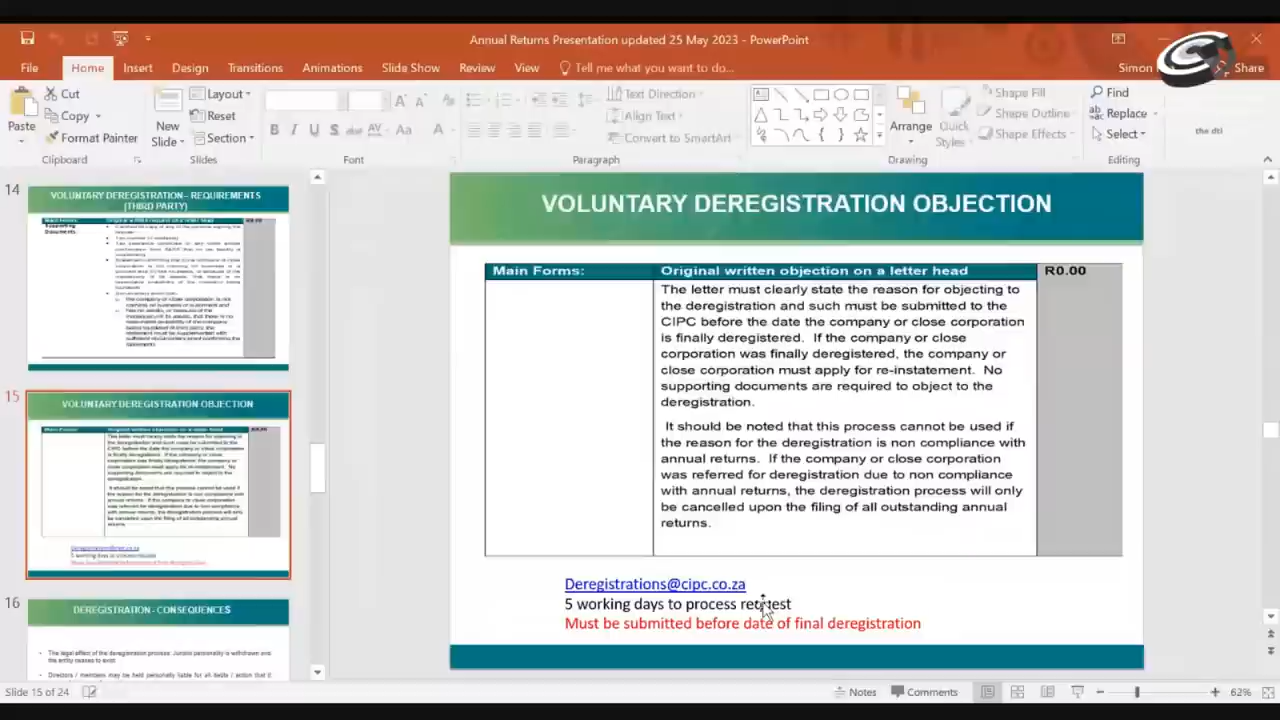 Annual Returns Presentation updated 25 May 2023 - PowerPoint
File Home Insert Design Transitions Animations Slide Show Review View Tell me what you want to do... Simon Share
Paste
Cut
Copy
Format Painter
Clipboard
New
Slide
Layout
Reset
Section
Slides
B I U S abc AV Aa A
Font
Text Direction
Align Text
Convert to SmartArt
Paragraph
Arrange
Quick
Styles
Shape Fill
Shape Outline
Shape Effects
Drawing
Find
Replace
Select
Editing
the dti
14
VOLUNTARY DEREGISTRATION - REQUIREMENTS
(THIRD PARTY)
15
VOLUNTARY DEREGISTRATION OBJECTION
16
DEREGISTRATION - CONSEQUENCES
VOLUNTARY DEREGISTRATION OBJECTION
Main Forms: Original written objection on a letter head R0.00
The letter must clearly state the reason for objecting to
the deregistration and such must be submitted to the
CIPC before the date the company or close corporation
is finally deregistered. If the company or close
corporation was finally deregistered, the company or
close corporation must apply for re-instatement. No
supporting documents are required to object to the
deregistration.
It should be noted that this process cannot be used if
the reason for the deregistration is non compliance with
annual returns. If the company or close corporation
was referred for deregistration due to non compliance
with annual returns, the deregistration process will only
be cancelled upon the filing of all outstanding annual
returns.
Deregistrations@cipc.co.za
5 working days to process request
Must be submitted before date of final deregistration
Slide 15 of 24 Notes Comments 62%